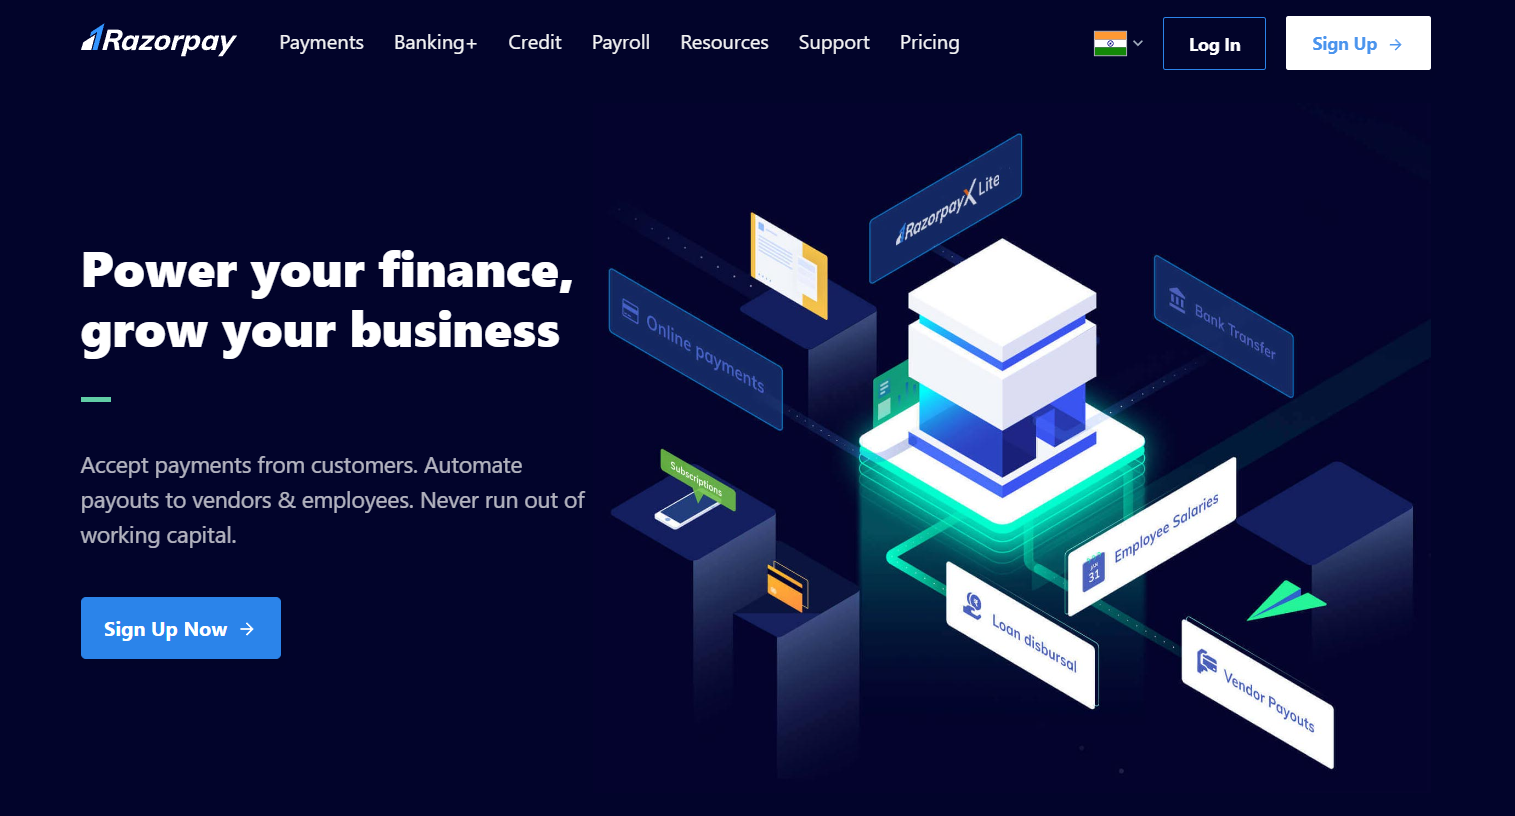 Razorpay
Payments
Banking+
Credit
Payroll
Resources
Support
Pricing
Log In
Sign Up →
Power your finance,
grow your business
Accept payments from customers. Automate
payouts to vendors & employees. Never run out of
working capital.
Sign Up Now →
RazorpayX Lite
Online payments
Bank Transfer
Subscriptions
Employee Salaries
JAN
31
Loan disbursal
Vendor Payouts